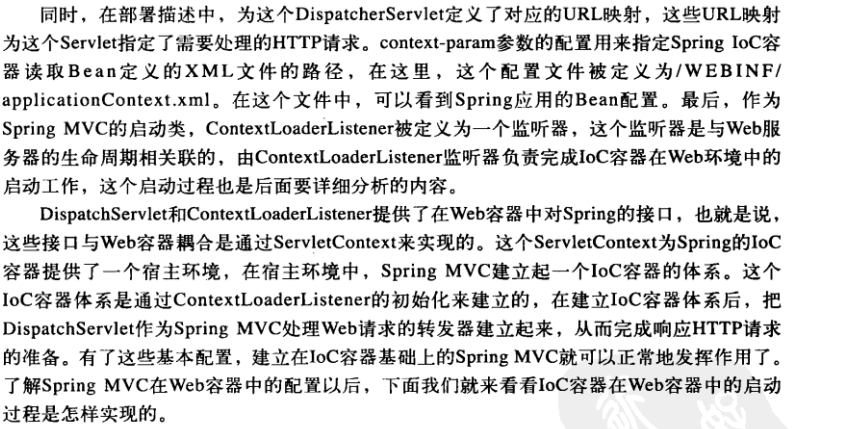 同时，在部署描述中，为这个DispatcherServlet定义了对应的URL映射，这些URL映射
为这个Servlet指定了需要处理的HTTP请求。context-param参数的配置用来指定Spring IoC容
器读取Bean定义的XML文件的路径，在这里，这个配置文件被定义为/WEBINF/
applicationContext.xml。在这个文件中，可以看到Spring应用的Bean配置。最后，作为
Spring MVC的启动类，ContextLoaderListener被定义为一个监听器，这个监听器是与Web服
务器的生命周期相关联的，由ContextLoaderListener监听器负责完成IoC容器在Web环境中的
启动工作，这个启动过程也是后面要详细分析的内容。
DispatchServlet和ContextLoaderListener提供了在Web容器中对Spring的接口，也就是说，
这些接口与Web容器耦合是通过ServletContext来实现的。这个ServletContext为Spring的IoC
容器提供了一个宿主环境，在宿主环境中，Spring MVC建立起一个IoC容器的体系。这个
IoC容器体系是通过ContextLoaderListener的初始化来建立的，在建立IoC容器体系后，把
DispatchServlet作为Spring MVC处理Web请求的转发器建立起来，从而完成响应HTTP请求
的准备。有了这些基本配置，建立在IoC容器基础上的Spring MVC就可以正常地发挥作用了。
了解Spring MVC在Web容器中的配置以后，下面我们就来看看IoC容器在Web容器中的启动
过程是怎样实现的。